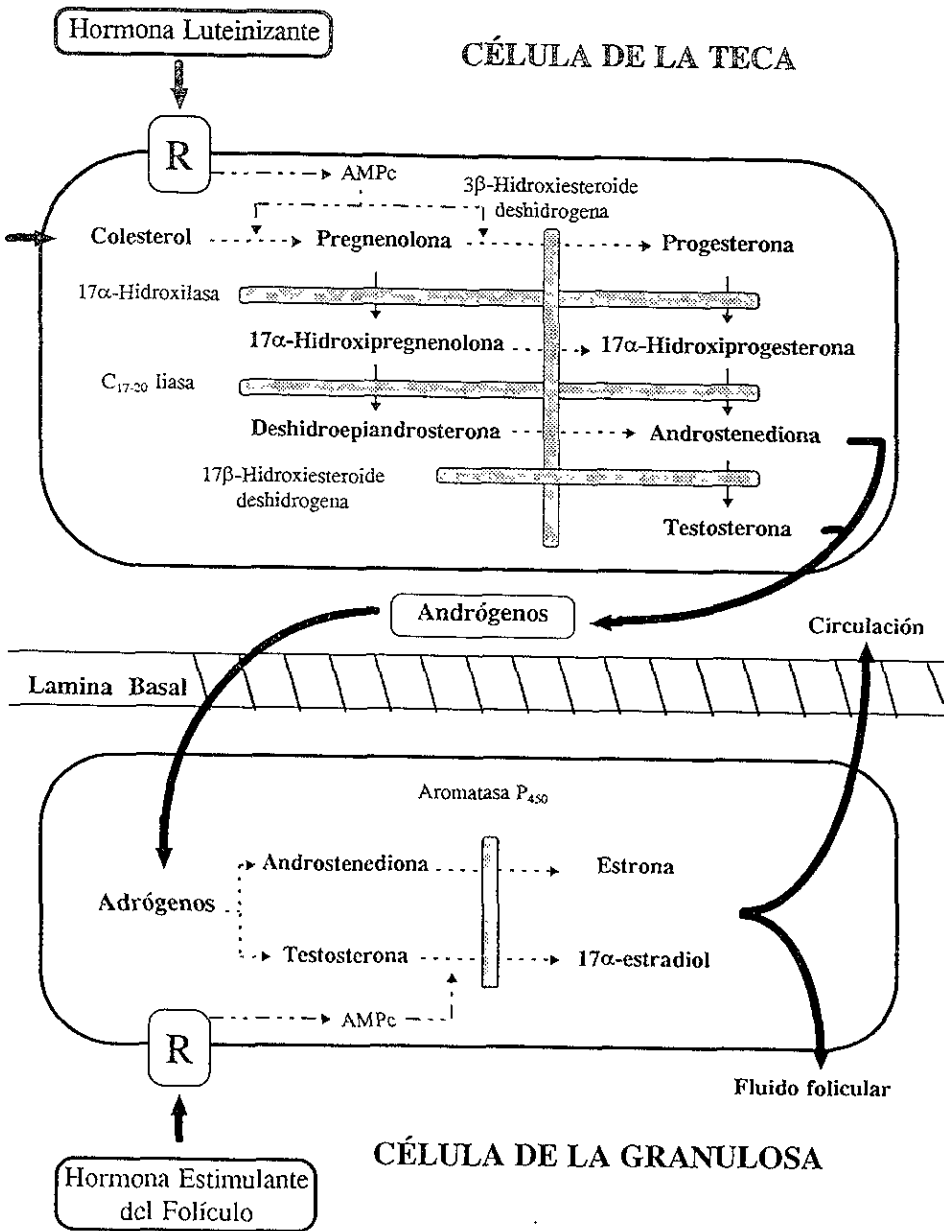 Hormona Luteinizante
CÉLULA DE LA TECA
R
AMPc
3β-Hidroxiesteroide
deshidrogena
Colesterol
Pregnenolona
Progesterona
17α-Hidroxilasa
17α-Hidroxipregnenolona
17α-Hidroxiprogesterona
C17-20 liasa
Deshidroepiandrosterona
Androstenediona
17β-Hidroxiesteroide
deshidrogena
Testosterona
Andrógenos
Circulación
Lamina Basal
Aromatasa P450
Androstenediona
Estrona
Adrógenos
Testosterona
17α-estradiol
AMPc
R
Fluido folicular
CÉLULA DE LA GRANULOSA
Hormona Estimulante
del Folículo